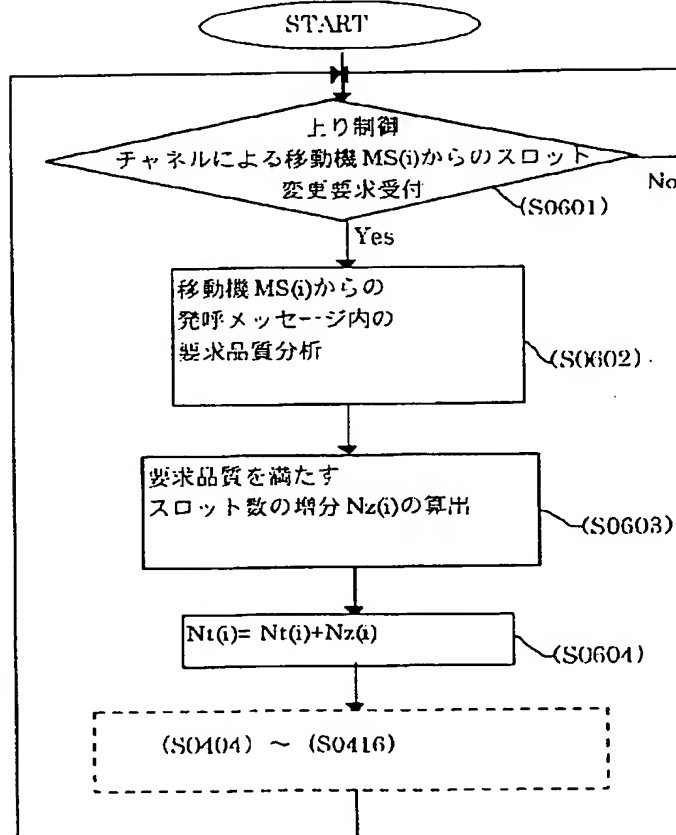 START
上り制御
チャネルによる移動機MS(i)からのスロット
変更要求受付
No
(S0601)
Yes
移動機MS(i)からの
発呼メッセージ内の
要求品質分析
(S0602)
要求品質を満たす
スロット数の増分Nz(i)の算出
(S0603)
Nt(i)= Nt(i)+Nz(i)
(S0604)
(S0404) ～ (S0416)